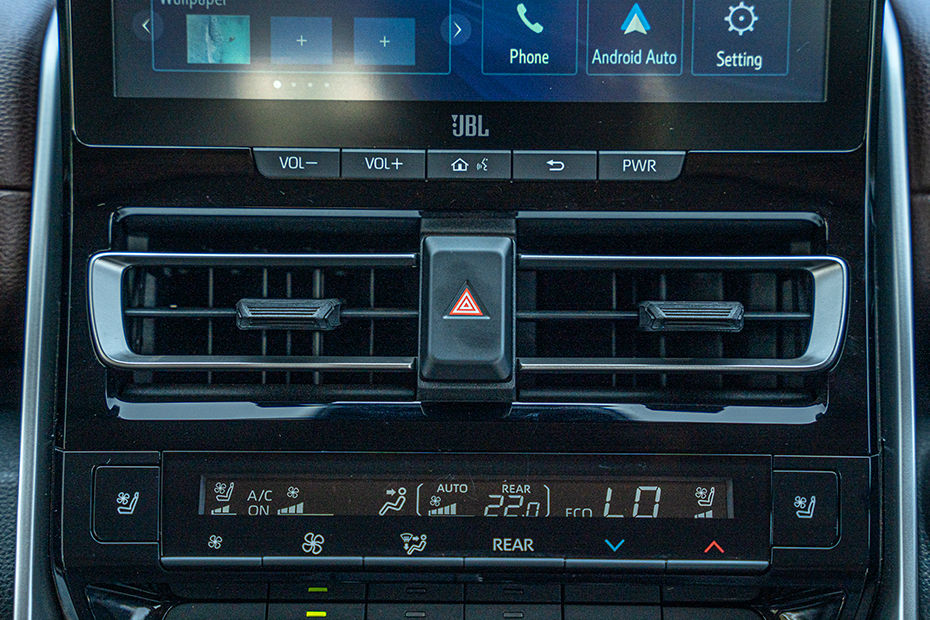 Wallpaper
Phone
Android Auto
Setting
JBL
VOL−
VOL+
PWR
A/C
ON
AUTO
REAR
22.0
ECO
LO
REAR